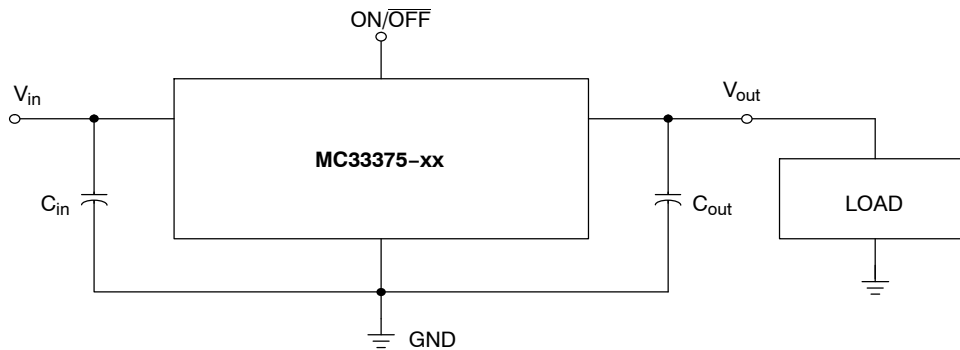 ON/OFF
V_in
V_out
MC33375-xx
C_in
C_out
LOAD
GND